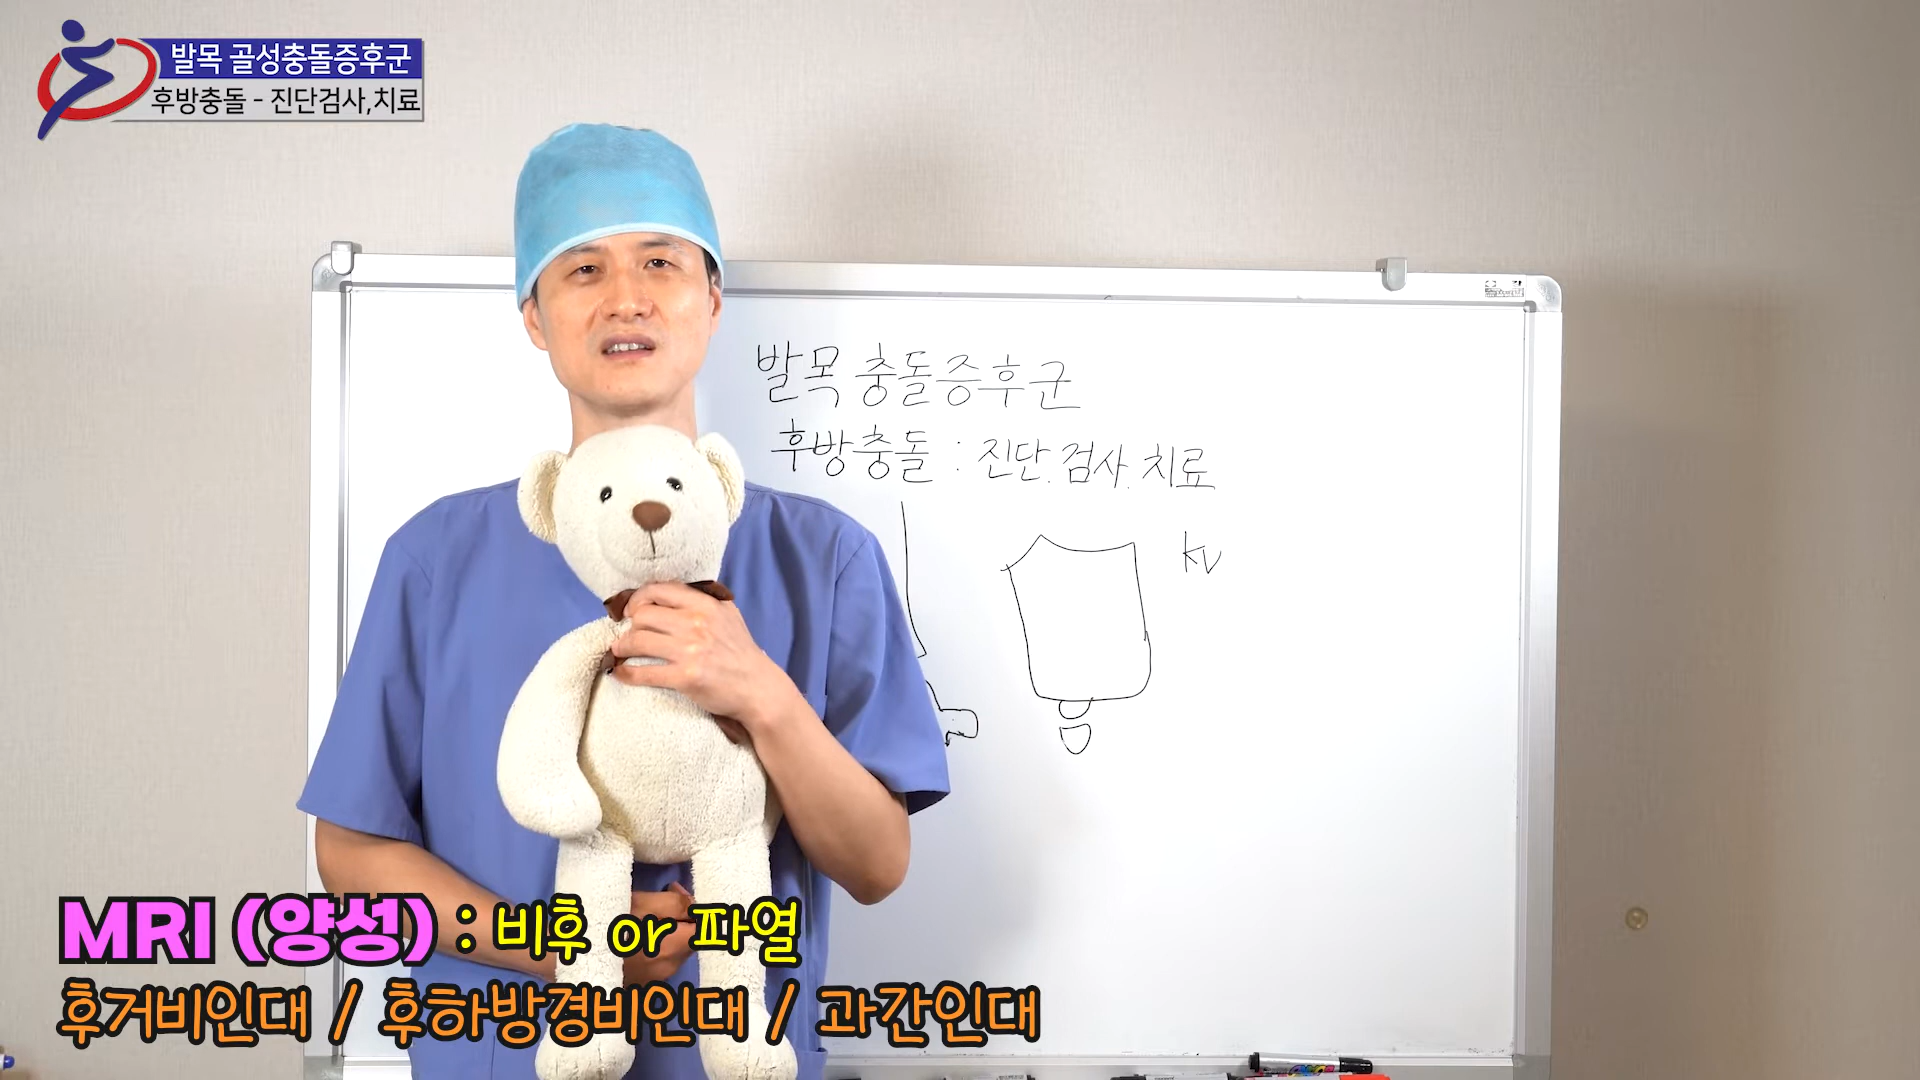 발목 골성충돌증후군
후방충돌 - 진단검사,치료
발목 충돌증후군
후방충돌 : 진단.검사.치료
MRI (양성) : 비후 or 파열
후거비인대 / 후하방경비인대 / 과간인대